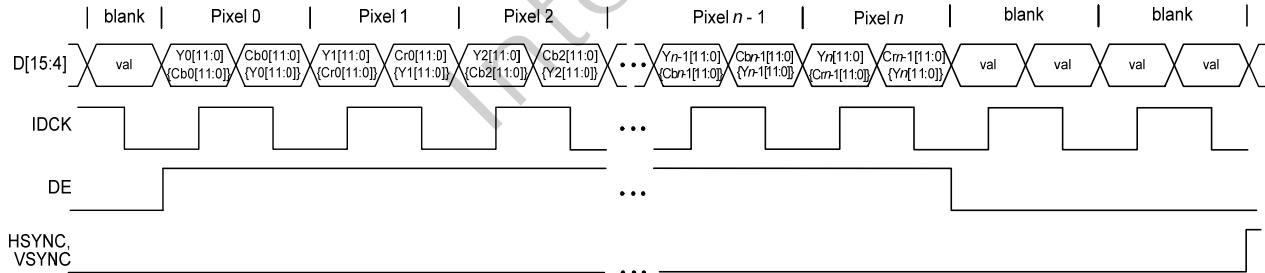 blank Pixel 0 Pixel 1 Pixel 2 Pixel n - 1 Pixel n blank blank
D[15:4] val Y0[11:0] Cb0[11:0] Y1[11:0] Cr0[11:0] Y2[11:0] Cb2[11:0] ... Yn-1[11:0] Cbn-1[11:0] Yn[11:0] Crn-1[11:0] val val val val
{Cb0[11:0]} {Y0[11:0]} {Cr0[11:0]} {Y1[11:0]} {Cb2[11:0]} {Y2[11:0]} {Cbn-1[11:0]} {Yn-1[11:0]} {Crn-1[11:0]} {Yn[11:0]}
IDCK ...
DE ...
HSYNC,
VSYNC ...
Inte